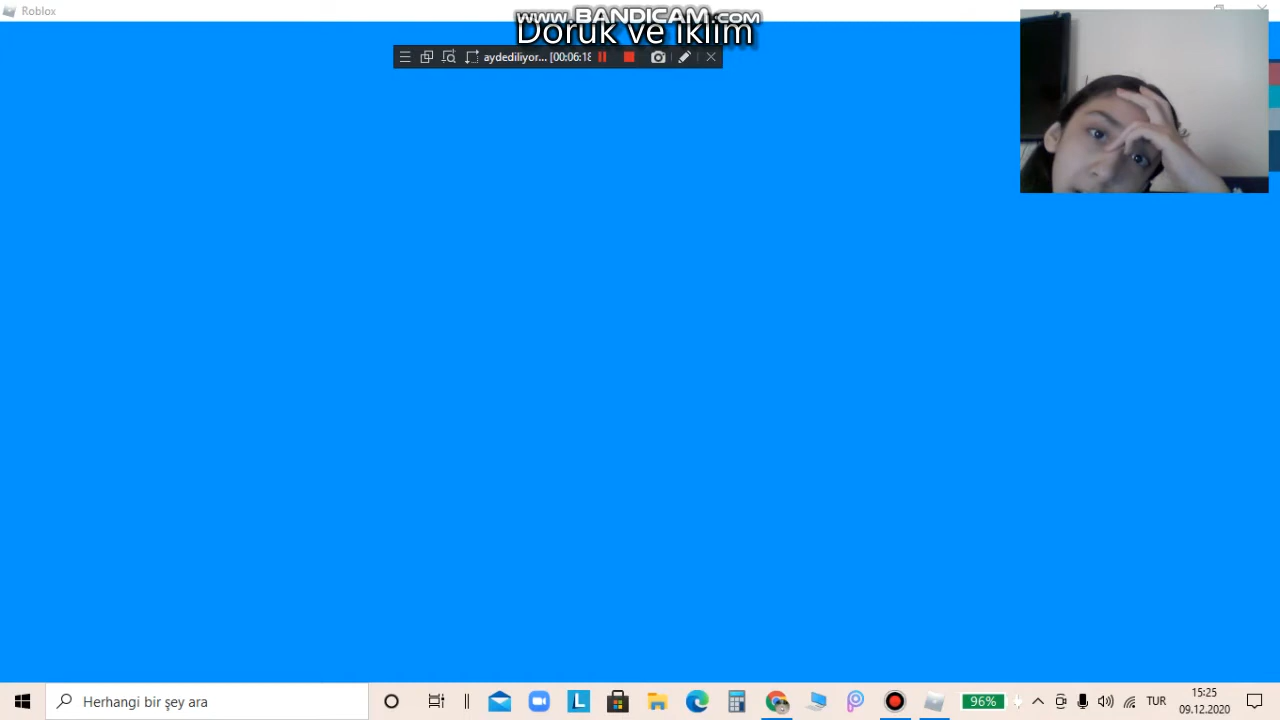 Roblox
www.BANDICAM.com
Doruk ve iklim
aydediliyor... [00:06:18
Herhangi bir şey ara
L
96%
TUR
15:25
09.12.2020